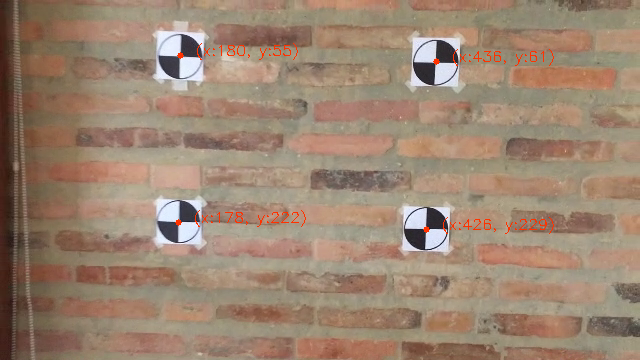 (x:180, y:55)
(x:436, y:61)
(x:178, y:222)
(x:426, y:229)